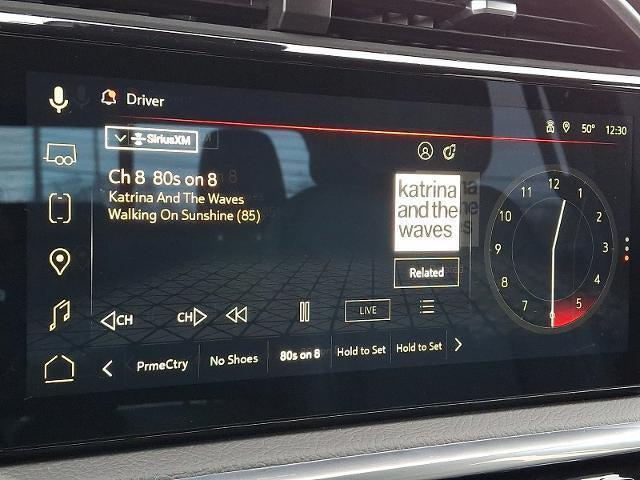 Driver
50° 12:30
SiriusXM
Ch 8 80s on 8
Katrina And The Waves
Walking On Sunshine (85)
katrina
and the
waves
Related
12
1
2
3
4
5
6
7
8
9
10
11
CH
CH
LIVE
PrmeCtry
No Shoes
80s on 8
Hold to Set
Hold to Set